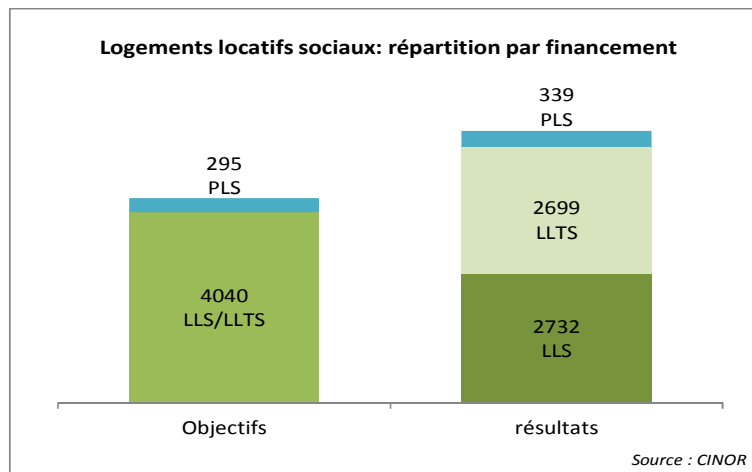 Logements locatifs sociaux: répartition par financement
295
PLS
4040
LLS/LLTS
339
PLS
2699
LLTS
2732
LLS
Objectifs
résultats
Source : CINOR